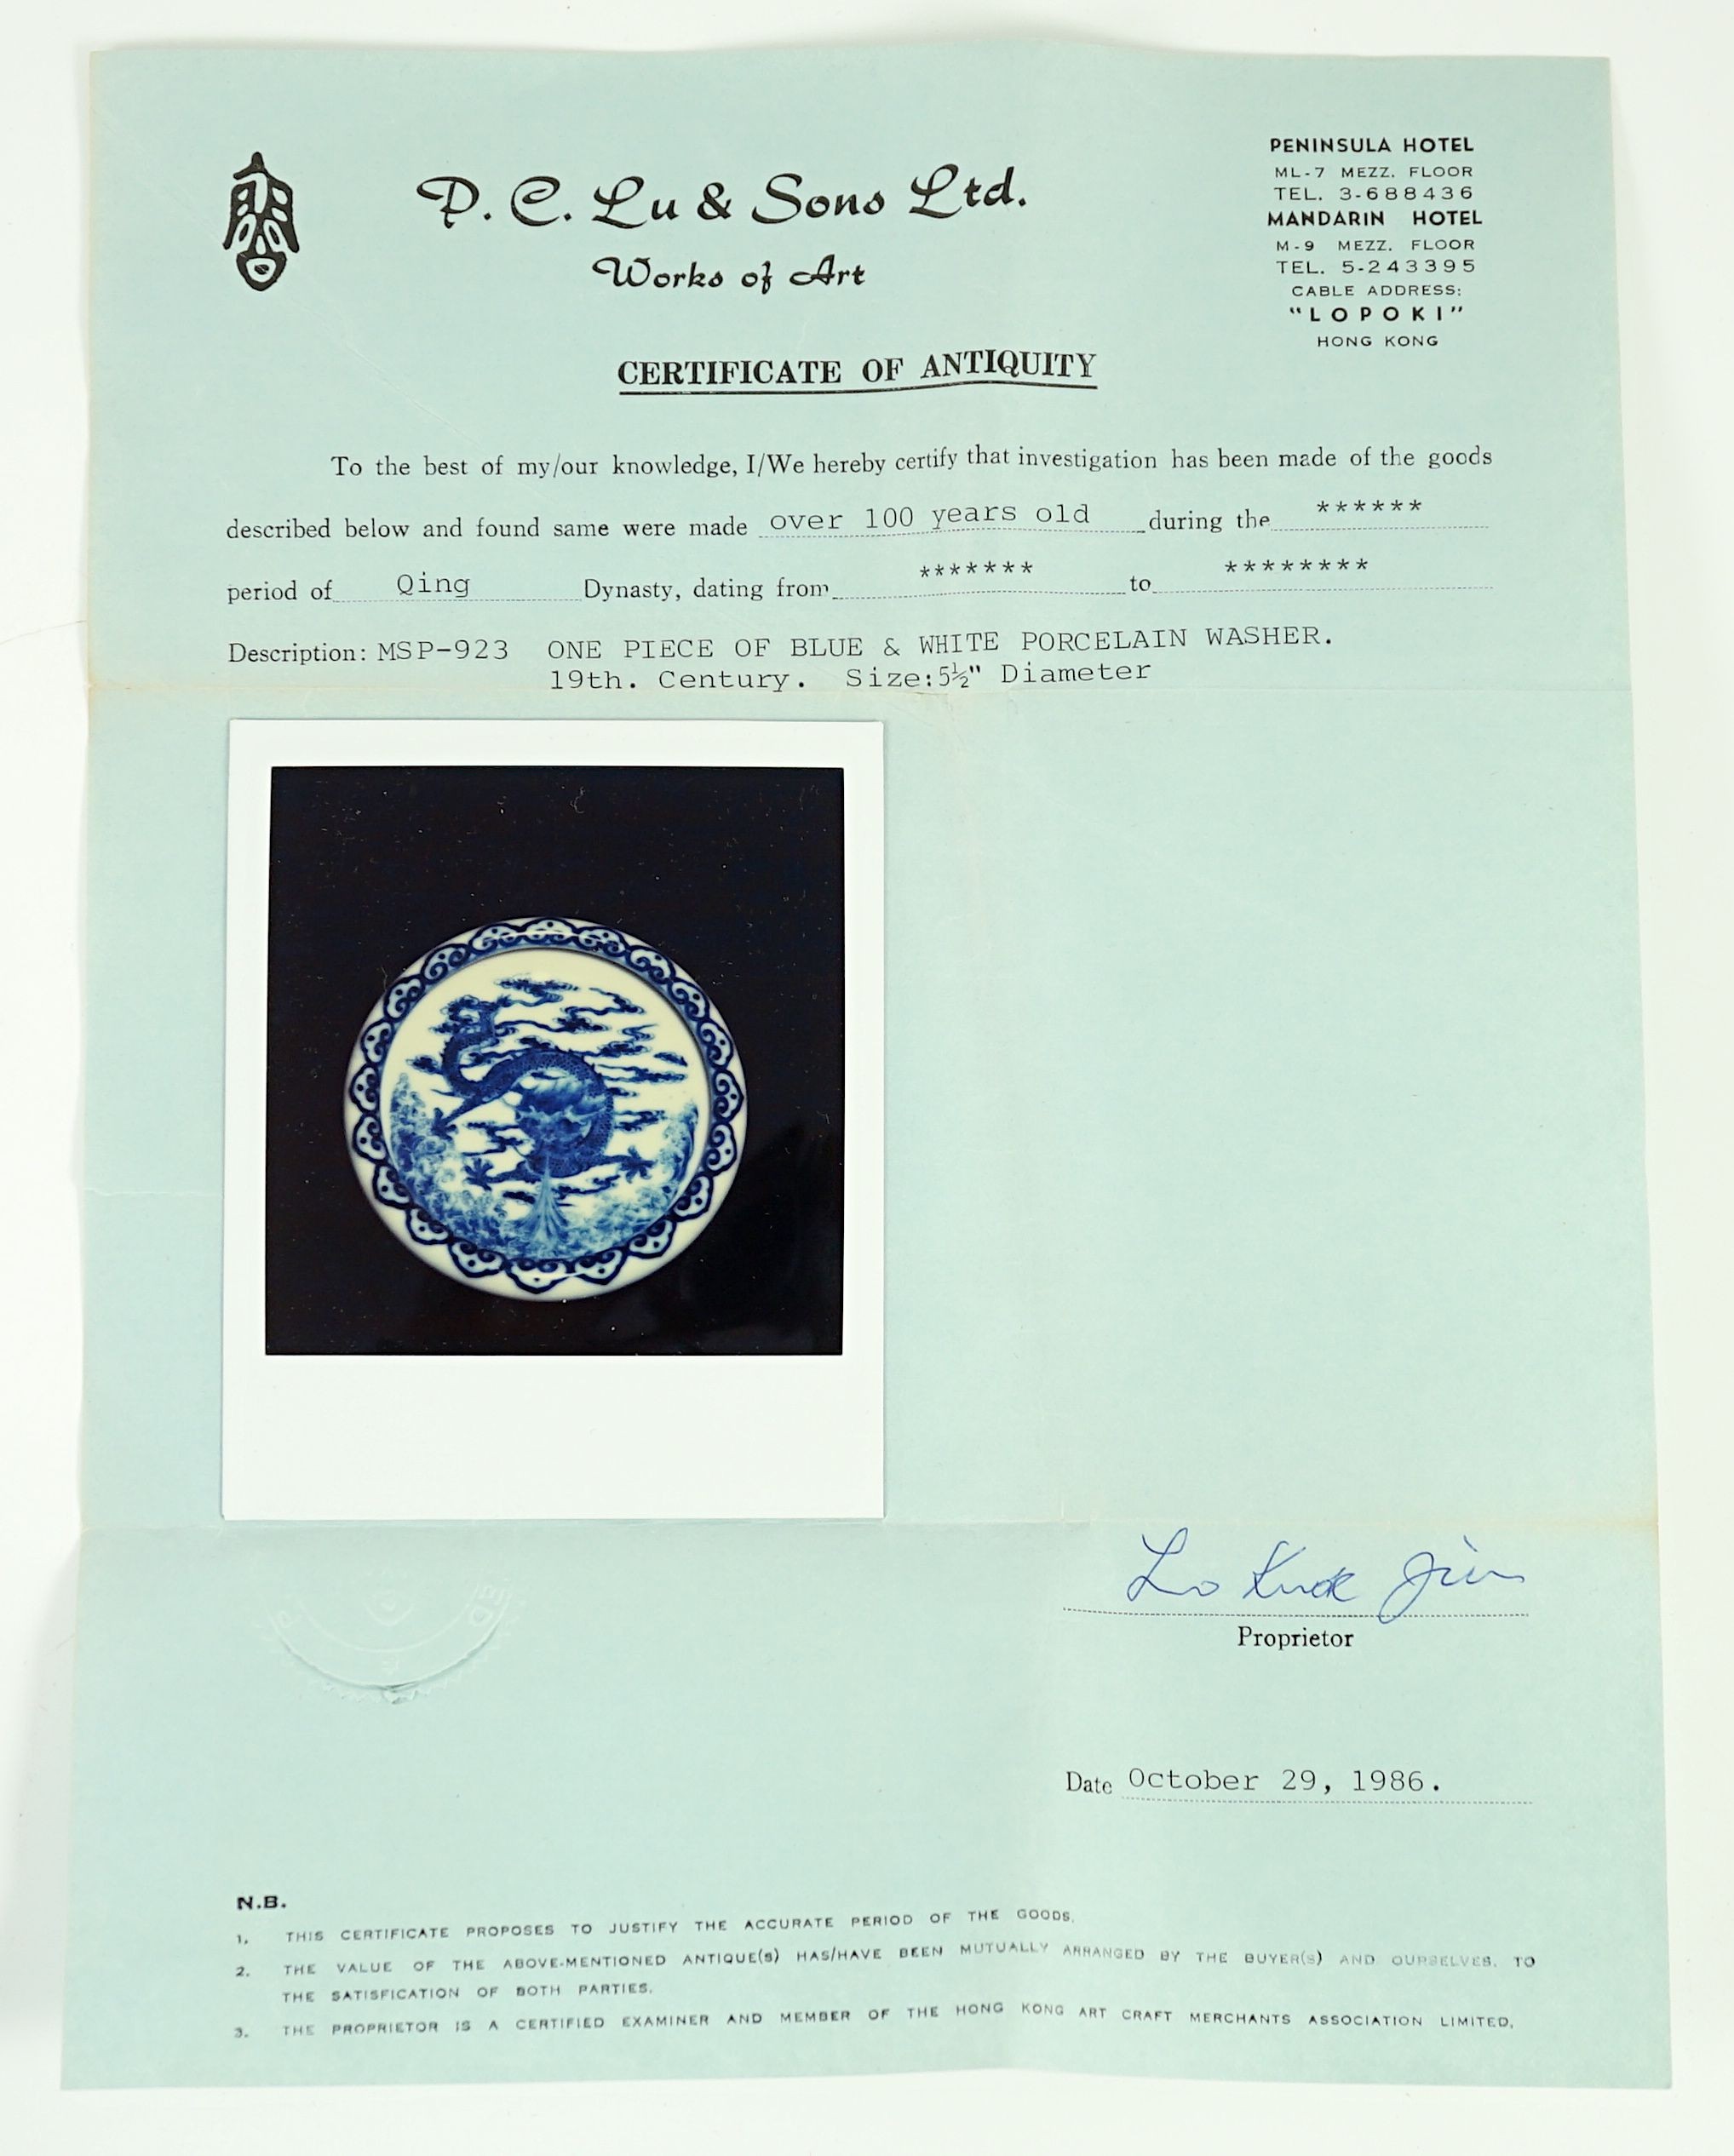 P. C. Lu & Sons Ltd.
Works of Art
PENINSULA HOTEL
ML-7 MEZZ. FLOOR
TEL. 3-688436
MANDARIN HOTEL
M-9 MEZZ. FLOOR
TEL. 5-243395
CABLE ADDRESS:
"LOPOKI"
HONG KONG
CERTIFICATE OF ANTIQUITY
To the best of my/our knowledge, I/We hereby certify that investigation has been made of the goods
described below and found same were made over 100 years old during the ******
period of Qing Dynasty, dating from ******* to ********
Description: MSP-923 ONE PIECE OF BLUE & WHITE PORCELAIN WASHER.
19th. Century. Size:5½" Diameter
Lo Kwok
Proprietor
Date October 29, 1986.
N.B.
1. THIS CERTIFICATE PROPOSES TO JUSTIFY THE ACCURATE PERIOD OF THE GOODS.
2. THE VALUE OF THE ABOVE-MENTIONED ANTIQUE(S) HAS/HAVE BEEN MUTUALLY ARRANGED BY THE BUYER(S) AND OURSELVES, TO
THE SATISFICATION OF BOTH PARTIES.
3. THE PROPRIETOR IS A CERTIFIED EXAMINER AND MEMBER OF THE HONG KONG ART CRAFT MERCHANTS ASSOCIATION LIMITED.